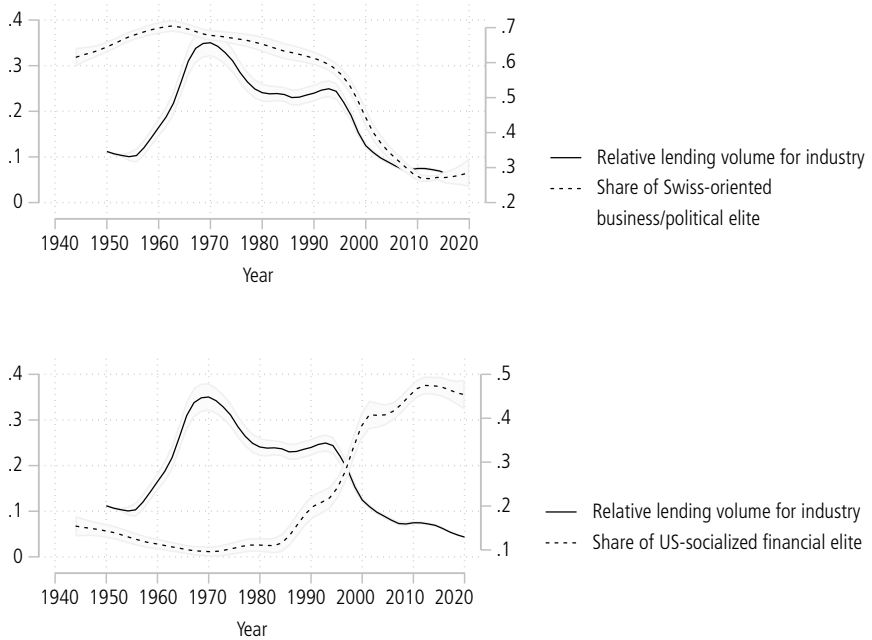 .4
.3
.2
.1
0
.7
.6
.5
.4
.3
.2
1940 1950 1960 1970 1980 1990 2000 2010 2020
Year
Relative lending volume for industry
Share of Swiss-oriented
business/political elite
.4
.3
.2
.1
0
.5
.4
.3
.2
.1
1940 1950 1960 1970 1980 1990 2000 2010 2020
Year
Relative lending volume for industry
Share of US-socialized financial elite